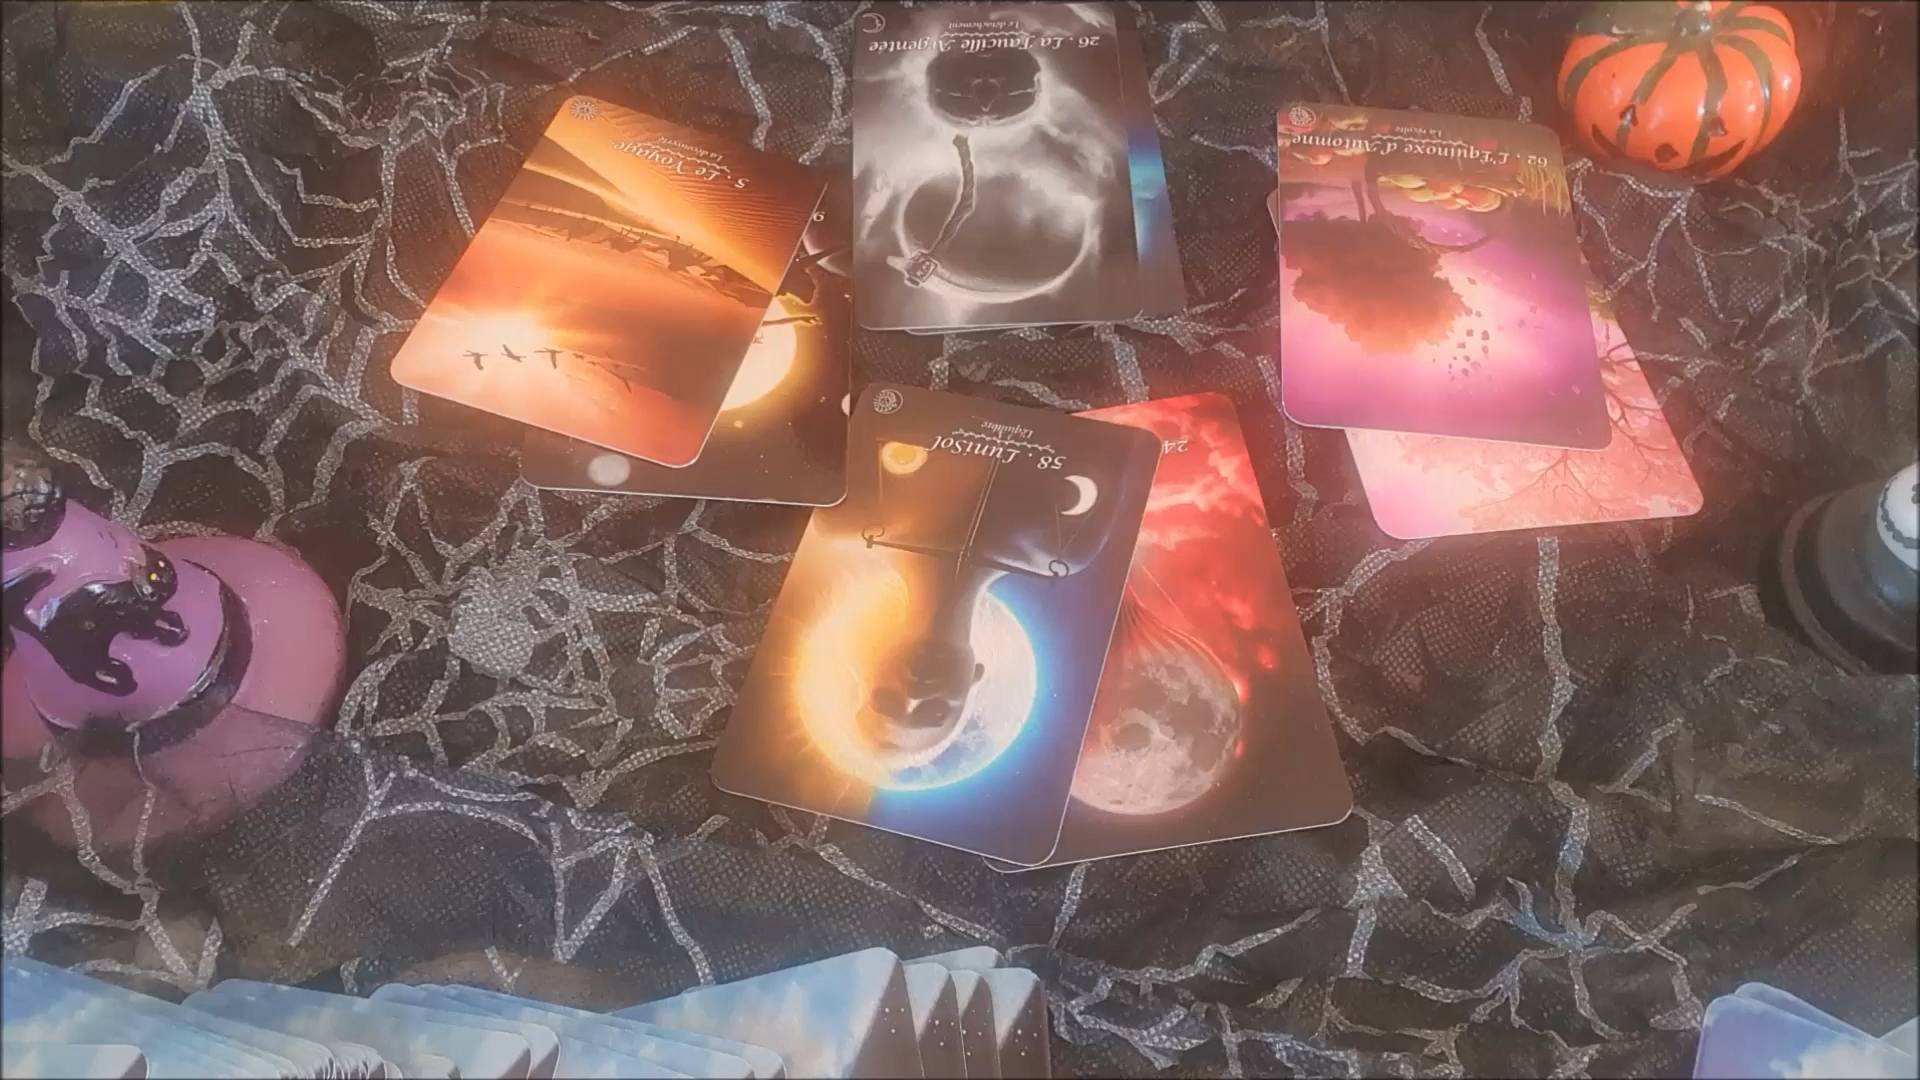 26 . La Faucille Argentée
Le détachement
5 . Le Voyage
La découverte
62 . L'Équinoxe d'Automne
La récolte
58 . LuniSol
L'équilibre
24